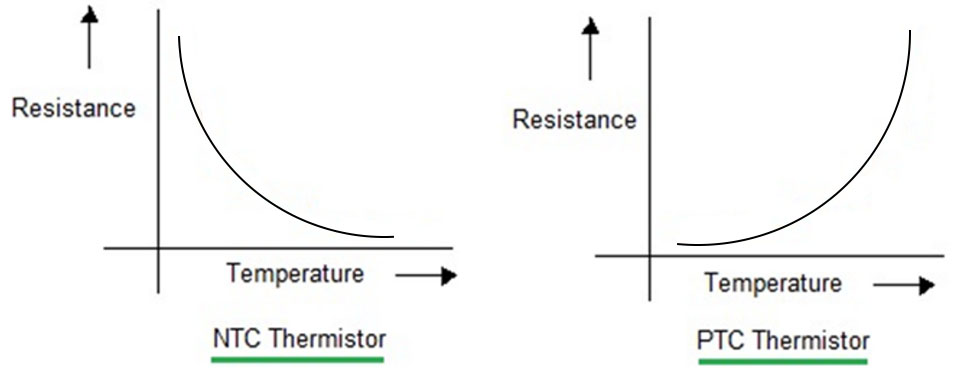 Resistance
Temperature
NTC Thermistor
Resistance
Temperature
PTC Thermistor